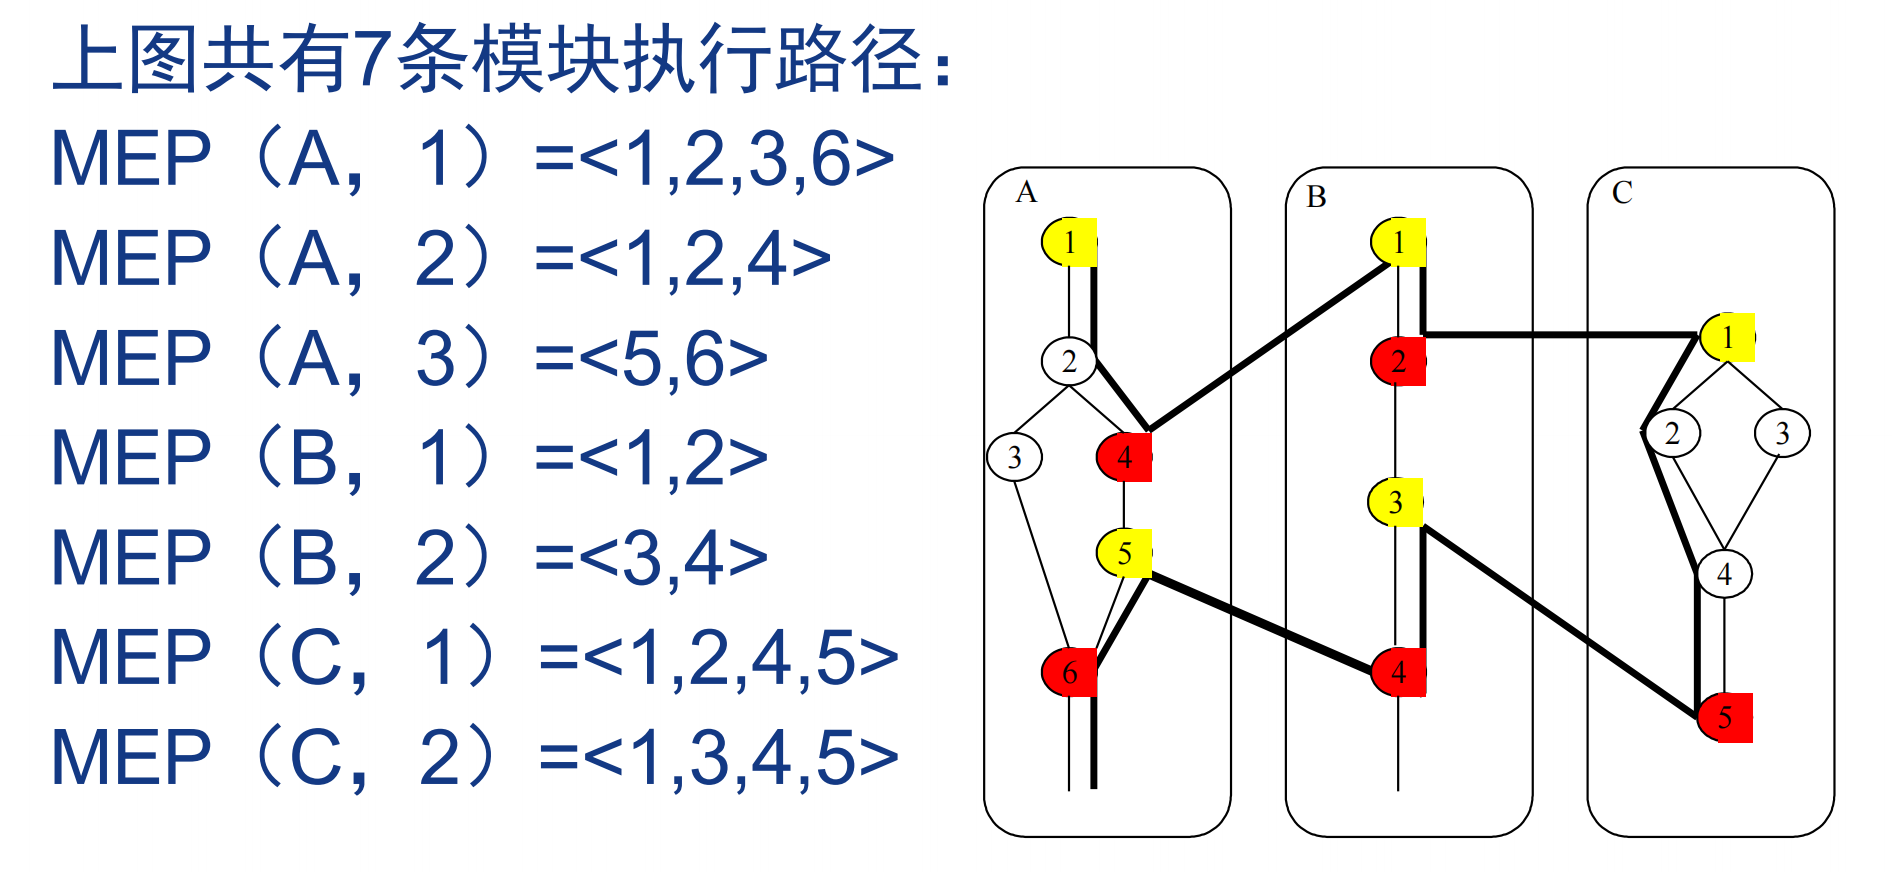 上图共有7条模块执行路径：
MEP（A，1）=<1,2,3,6>
MEP（A，2）=<1,2,4>
MEP（A，3）=<5,6>
MEP（B，1）=<1,2>
MEP（B，2）=<3,4>
MEP（C，1）=<1,2,4,5>
MEP（C，2）=<1,3,4,5>
A
1
2
3
4
5
6
B
1
2
3
4
C
1
2
3
4
5